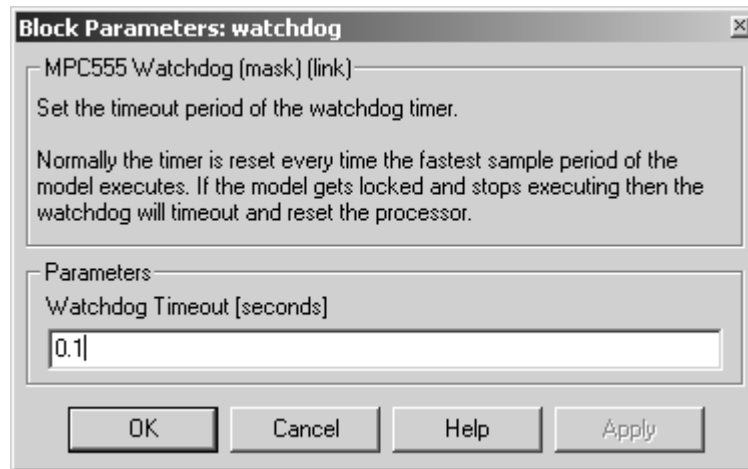 Block Parameters: watchdog
MPC555 Watchdog (mask) (link)
Set the timeout period of the watchdog timer.
Normally the timer is reset every time the fastest sample period of the
model executes. If the model gets locked and stops executing then the
watchdog will timeout and reset the processor.
Parameters
Watchdog Timeout [seconds]
0.1
OK Cancel Help Apply